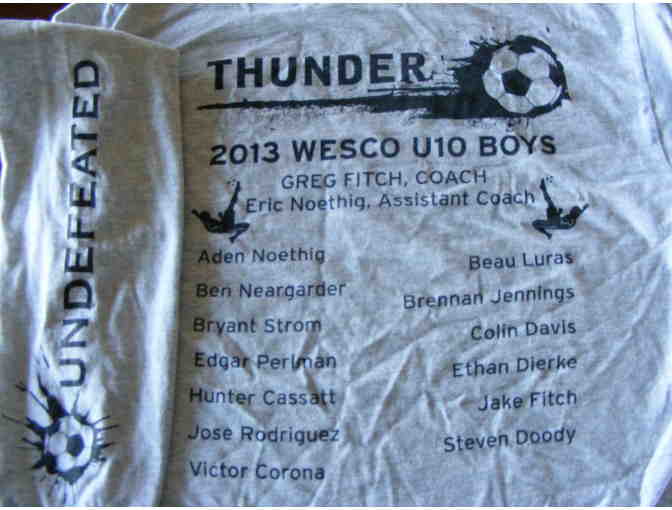 UNDEFEATED
THUNDER
2013 WESCO U10 BOYS
GREG FITCH, COACH
Eric Noethig, Assistant Coach
Aden Noethig
Ben Neargarder
Bryant Strom
Edgar Perlman
Hunter Cassatt
Jose Rodriguez
Victor Corona
Beau Luras
Brennan Jennings
Colin Davis
Ethan Dierke
Jake Fitch
Steven Doody